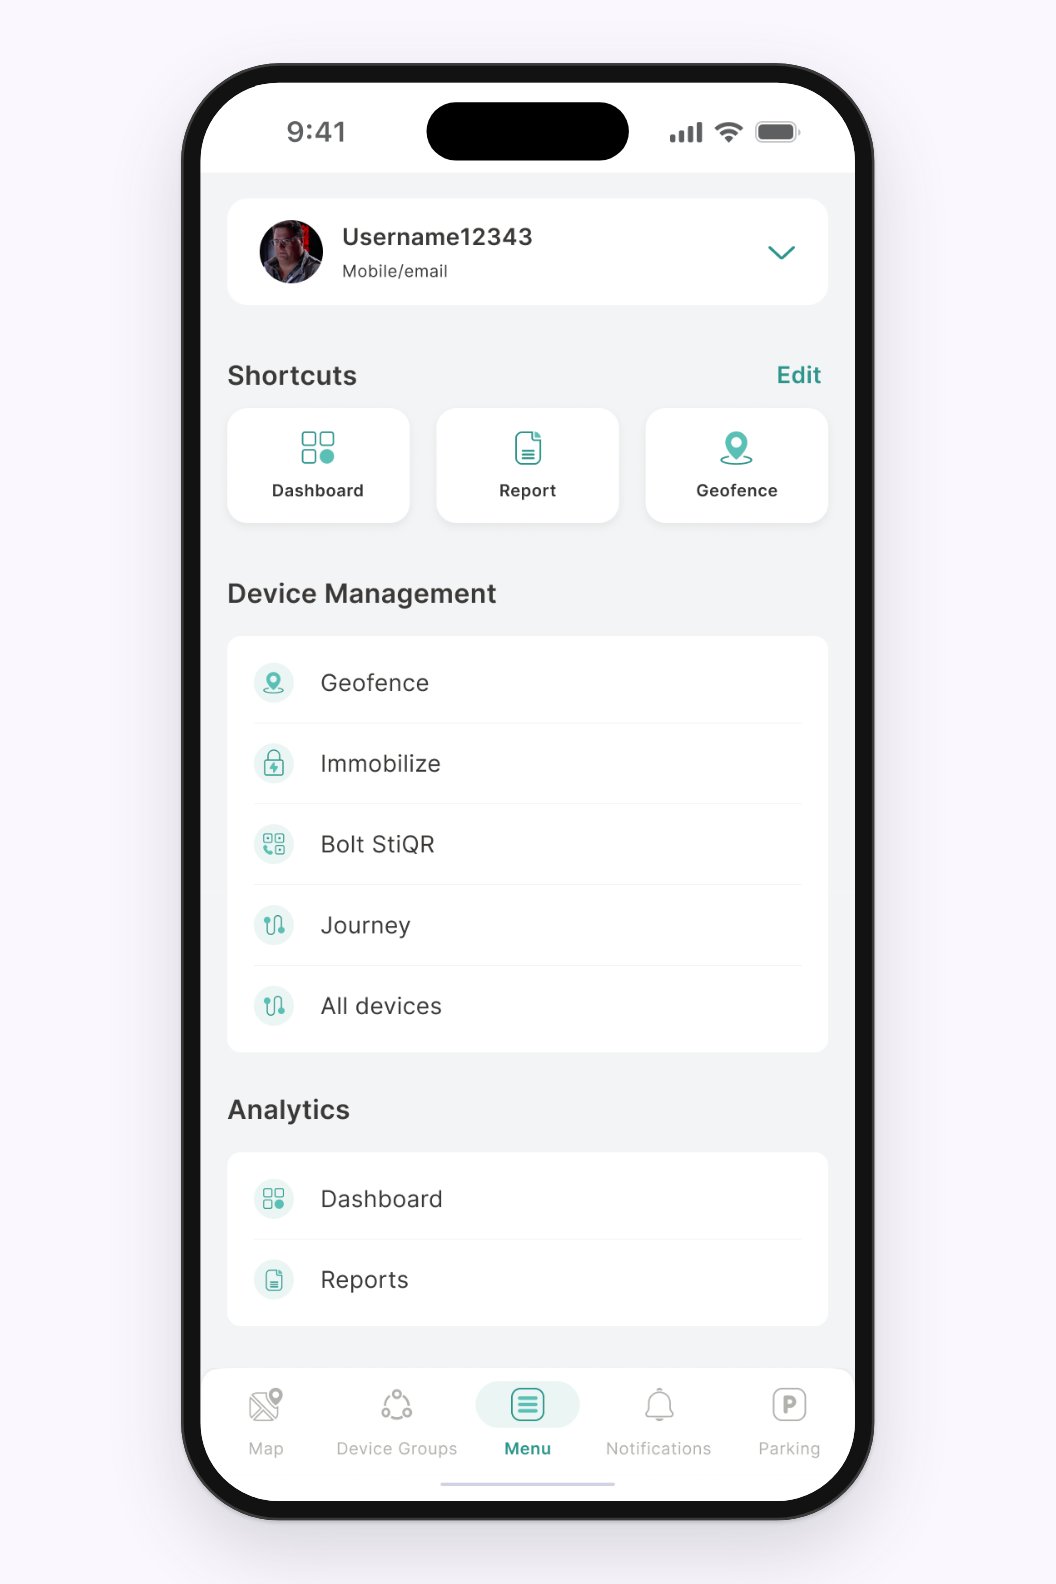 9:41
Username12343
Mobile/email
Shortcuts
Edit
Dashboard
Report
Geofence
Device Management
Geofence
Immobilize
Bolt StiQR
Journey
All devices
Analytics
Dashboard
Reports
Map
Device Groups
Menu
Notifications
P
Parking